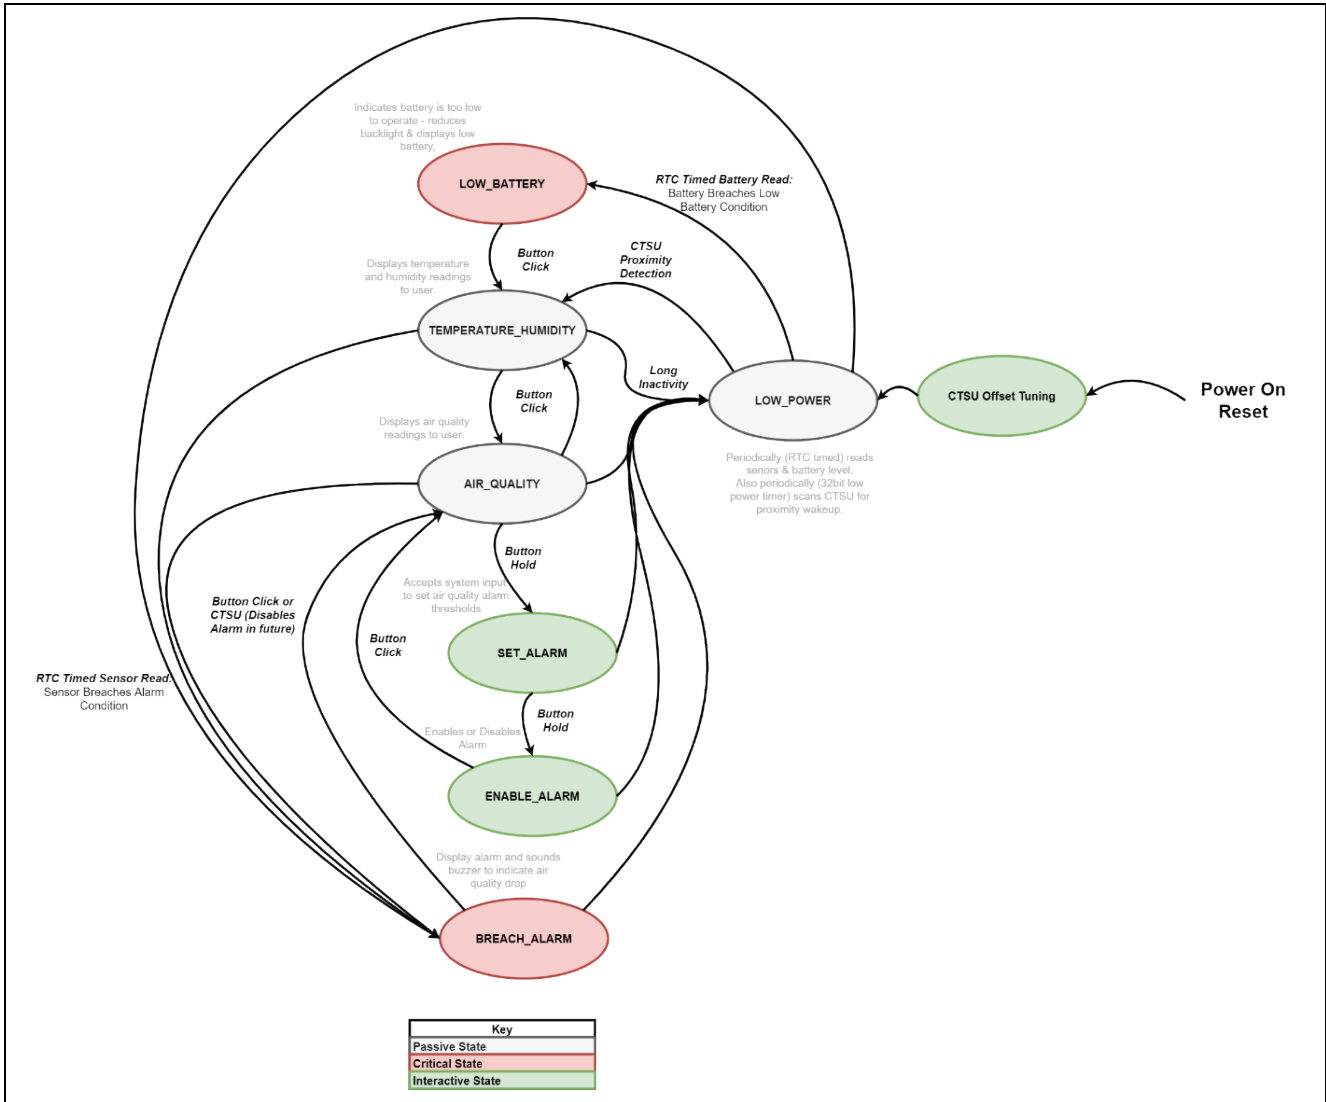 Indicates battery is too low
to operate - reduces
backlight & displays low
battery,
LOW_BATTERY
RTC Timed Battery Read:
Battery Breaches Low
Battery Condition
Button
Click
CTSU
Proximity
Detection
Displays temperature
and humidity readings
to user.
TEMPERATURE_HUMIDITY
Long
Inactivity
LOW_POWER
CTSU Offset Tuning
Power On
Reset
Button
Click
Displays air quality
readings to user.
AIR_QUALITY
Periodically (RTC timed) reads
senors & battery level.
Also periodically (32bit low
power timer) scans CTSU for
proximity wakeup.
Button
Hold
Accepts system input
to set air quality alarm
thresholds
Button Click or
CTSU (Disables
Alarm in future)
Button
Click
SET_ALARM
RTC Timed Sensor Read:
Sensor Breaches Alarm
Condition
Button
Hold
Enables or Disables
Alarm
ENABLE_ALARM
Display alarm and sounds
buzzer to indicate air
quality drop
BREACH_ALARM
Key
Passive State
Critical State
Interactive State